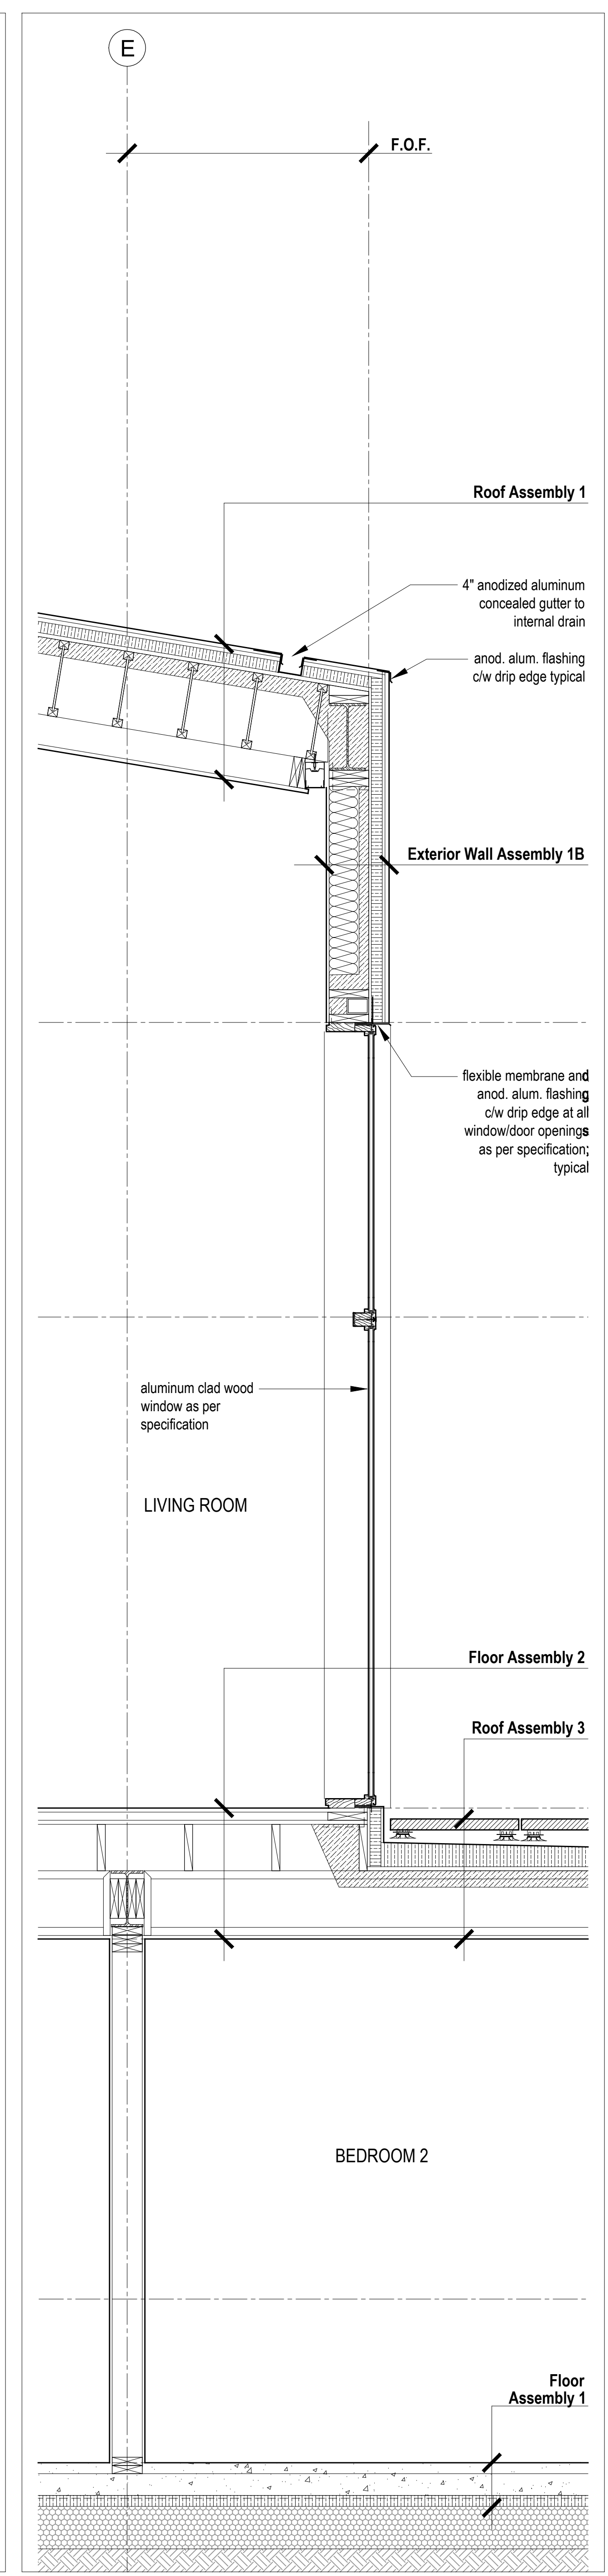 E
F.O.F.
Roof Assembly 1
4" anodized aluminum
concealed gutter to
internal drain
anod. alum. flashing
c/w drip edge typical
Exterior Wall Assembly 1B
flexible membrane and
anod. alum. flashing
c/w drip edge at all
window/door openings
as per specification;
typical
aluminum clad wood
window as per
specification
LIVING ROOM
Floor Assembly 2
Roof Assembly 3
BEDROOM 2
Floor
Assembly 1